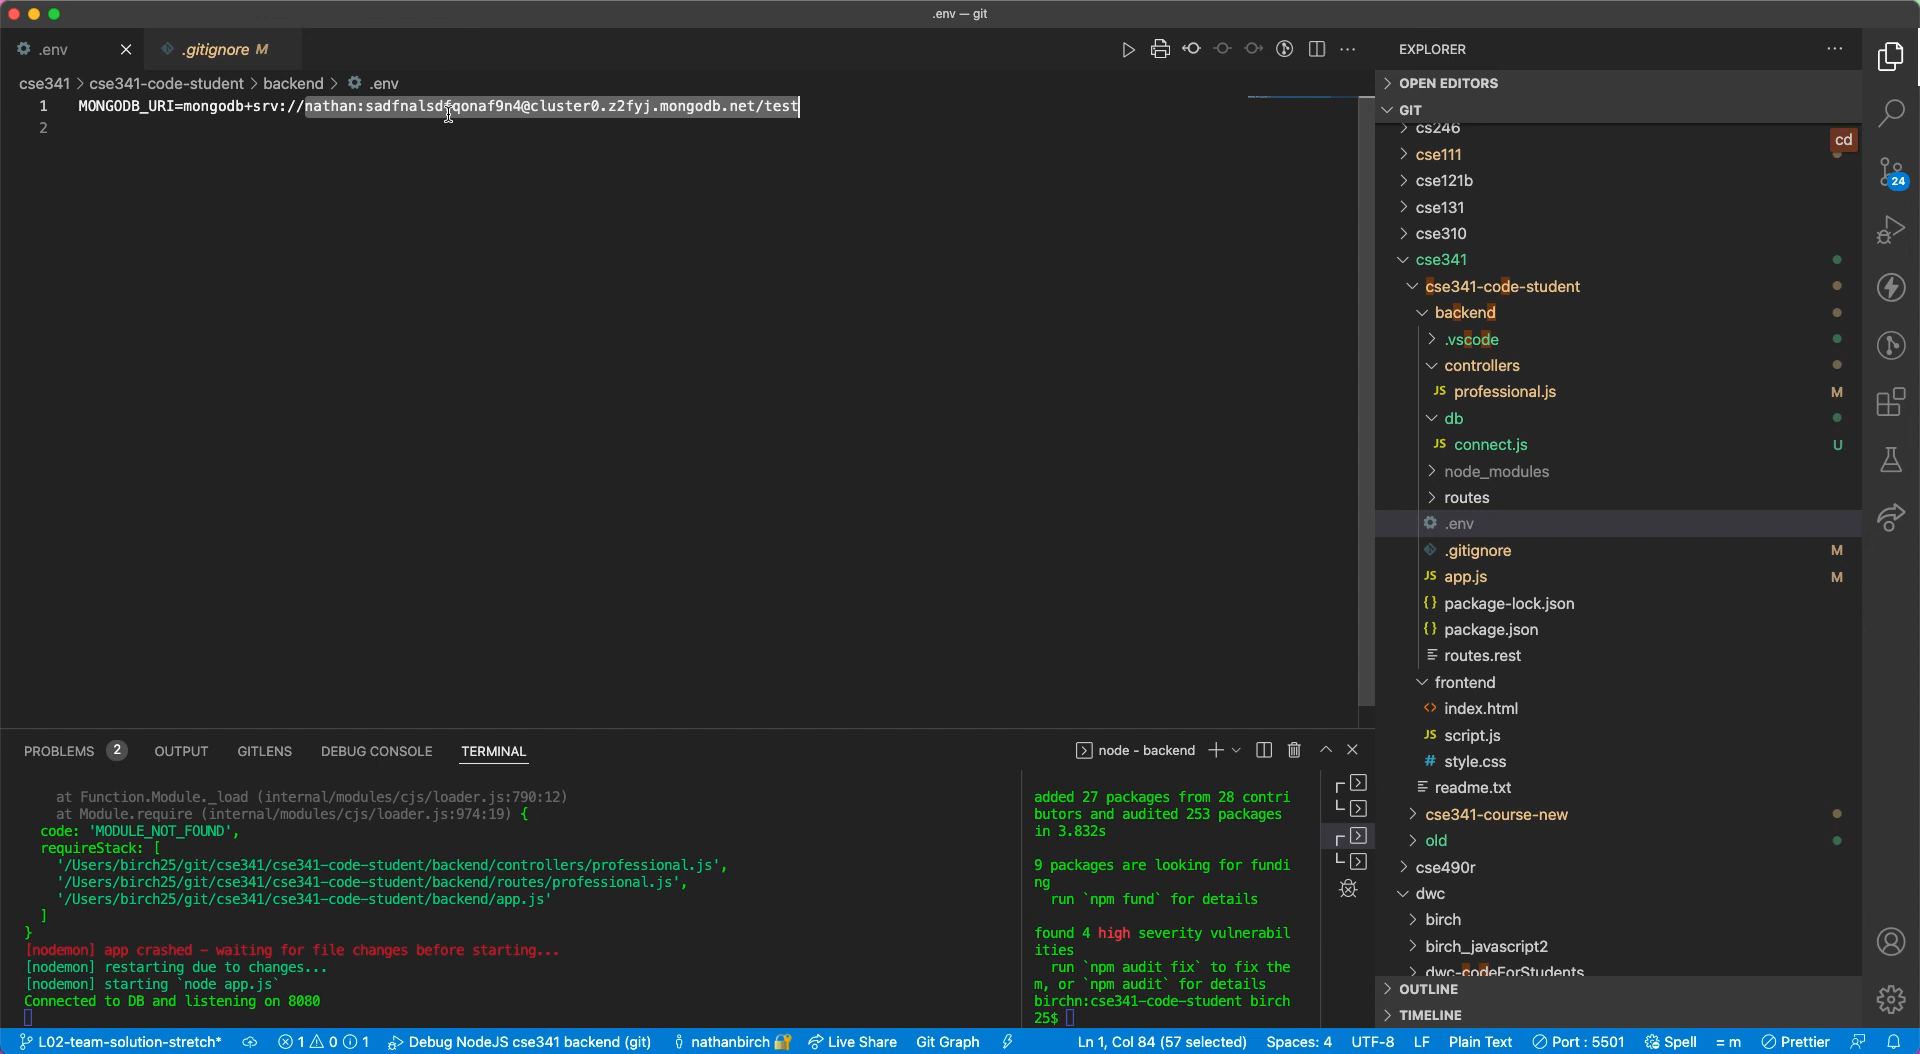 .env — git
.env
.gitignore M
cse341 > cse341-code-student > backend > .env
1 MONGODB_URI=mongodb+srv://nathan:sadfnalsdfqonaf9n4@cluster0.z2fyj.mongodb.net/test
2
EXPLORER
OPEN EDITORS
GIT
cs246
cd
cse111
cse121b
cse131
cse310
cse341
cse341-code-student
backend
.vscode
controllers
JS professional.js M
db
JS connect.js U
node_modules
routes
.env
.gitignore M
JS app.js M
{} package-lock.json
{} package.json
routes.rest
frontend
<> index.html
JS script.js
# style.css
readme.txt
cse341-course-new
old
cse490r
dwc
birch
birch_javascript2
dwc-codeForStudents
OUTLINE
TIMELINE
24
PROBLEMS 2 OUTPUT GITLENS DEBUG CONSOLE TERMINAL
node - backend
at Function.Module._load (internal/modules/cjs/loader.js:790:12)
at Module.require (internal/modules/cjs/loader.js:974:19) {
code: 'MODULE_NOT_FOUND',
requireStack: [
'/Users/birch25/git/cse341/cse341-code-student/backend/controllers/professional.js',
'/Users/birch25/git/cse341/cse341-code-student/backend/routes/professional.js',
'/Users/birch25/git/cse341/cse341-code-student/backend/app.js'
]
}
[nodemon] app crashed - waiting for file changes before starting...
[nodemon] restarting due to changes...
[nodemon] starting `node app.js`
Connected to DB and listening on 8080
added 27 packages from 28 contri
butors and audited 253 packages
in 3.832s
9 packages are looking for fundi
ng
run `npm fund` for details
found 4 high severity vulnerabil
ities
run `npm audit fix` to fix the
m, or `npm audit` for details
birchn:cse341-code-student birch
25$
L02-team-solution-stretch* 1 0 1 Debug NodeJS cse341 backend (git) nathanbirch Live Share Git Graph Ln 1, Col 84 (57 selected) Spaces: 4 UTF-8 LF Plain Text Port : 5501 Spell = m Prettier